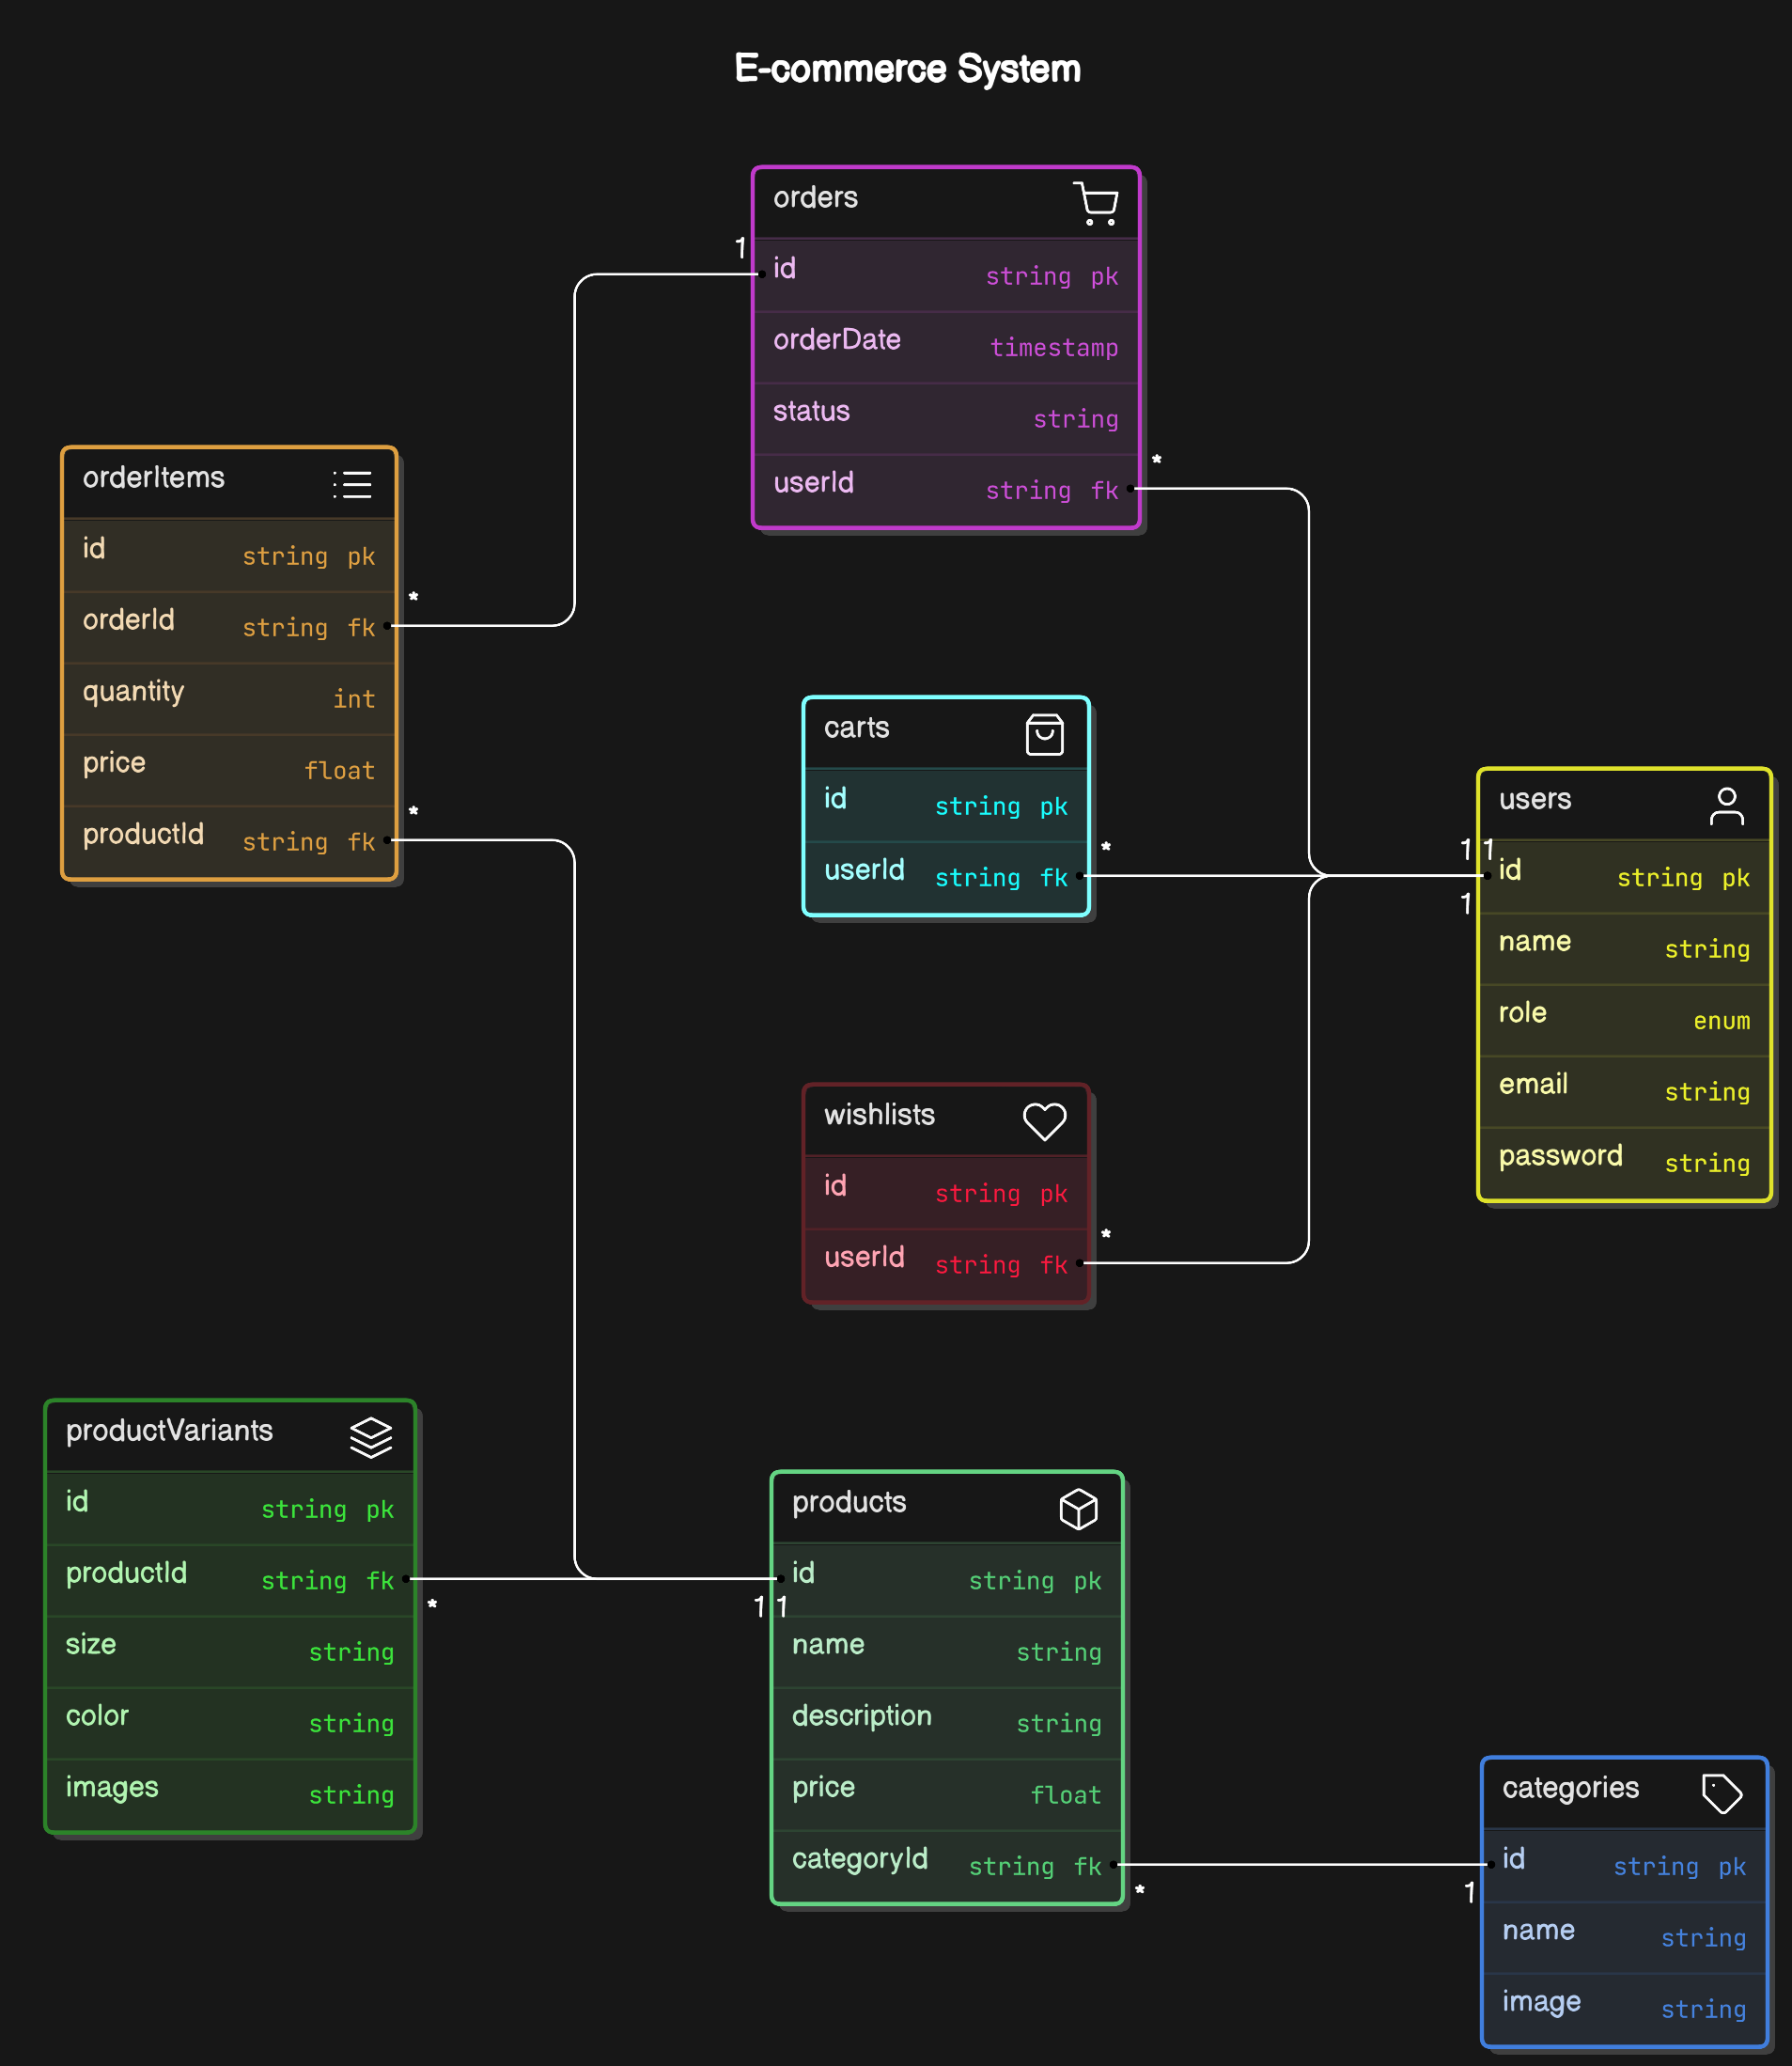 E-commerce System
orders
1
id string pk
orderDate timestamp
status string
*
userId string fk
orderItems
id string pk
*
orderId string fk
quantity int
price float
*
productId string fk
carts
id string pk
*
userId string fk
users
1 1
id string pk
1
name string
role enum
email string
password string
wishlists
id string pk
*
userId string fk
productVariants
id string pk
productId string fk
*
size string
color string
images string
products
id string pk
1 1
name string
description string
price float
categoryId string fk
*
categories
id string pk
1
name string
image string